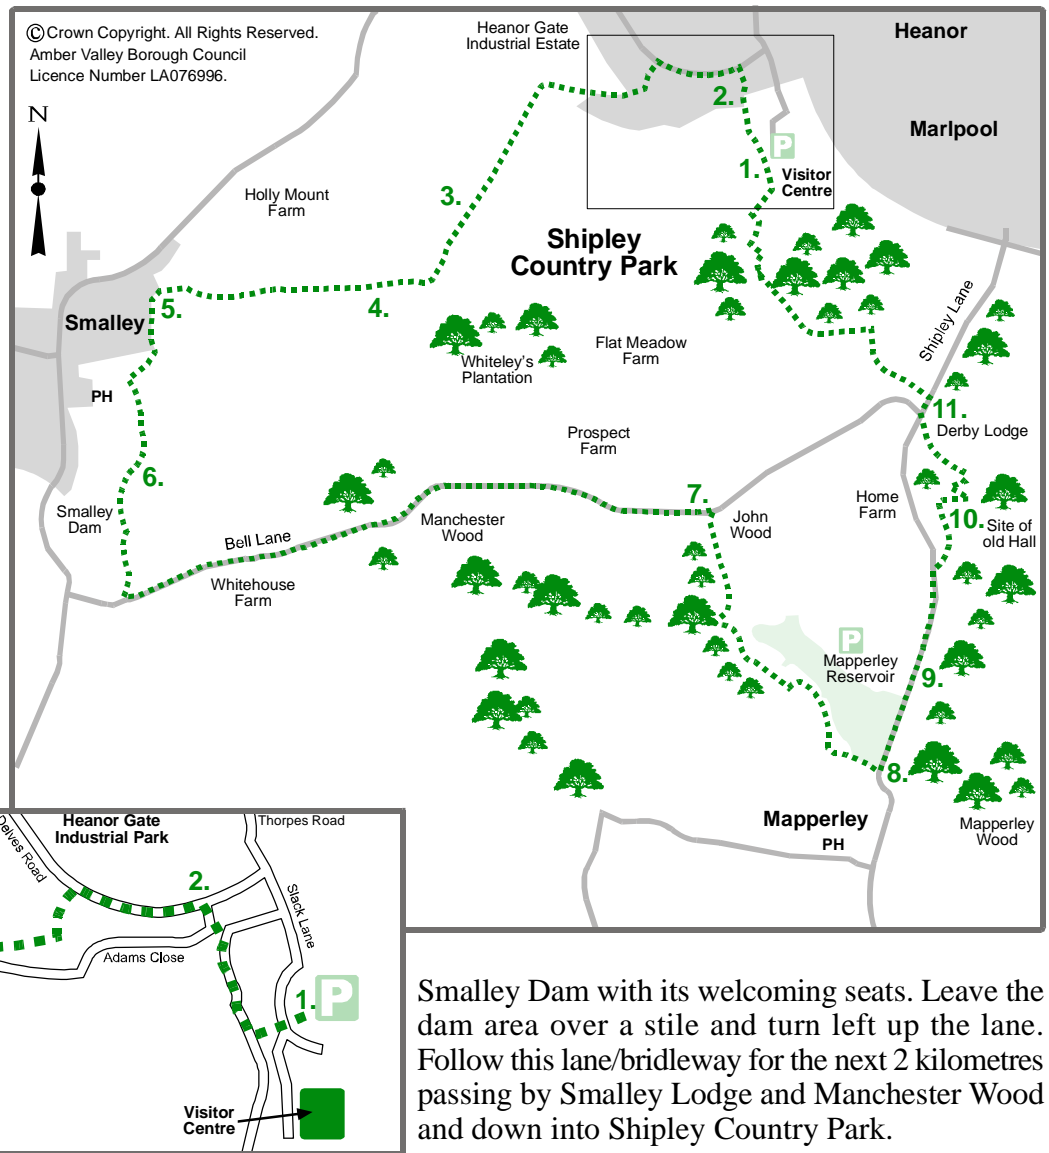 ©Crown Copyright. All Rights Reserved.
Amber Valley Borough Council
Licence Number LA076996.
N
Heanor Gate
Industrial Estate
Heanor
Marlpool
2.
P
1.
Visitor
Centre
3.
Holly Mount
Farm
Shipley
Country Park
4.
5.
Smalley
PH
Whiteley's
Plantation
Flat Meadow
Farm
Shipley Lane
11.
Derby Lodge
Prospect
Farm
6.
Smalley
Dam
Bell Lane
Whitehouse
Farm
Manchester
Wood
7.
John
Wood
Home
Farm
10.
Site of
old Hall
P
Mapperley
Reservoir
9.
8.
Mapperley
PH
Mapperley
Wood
Heanor Gate
Industrial Park
Thorpes Road
Delves Road
2.
Slack Lane
Adams Close
1.
P
Visitor
Centre
Smalley Dam with its welcoming seats. Leave the
dam area over a stile and turn left up the lane.
Follow this lane/bridleway for the next 2 kilometres
passing by Smalley Lodge and Manchester Wood
and down into Shipley Country Park.